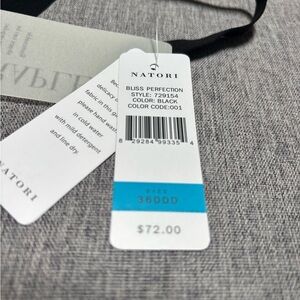 NATORI
BLISS PERFECTION
STYLE: 729154
COLOR: BLACK
COLOR CODE:001
8 29284 99335 4
SIZE
36DDD
$72.00
delicacy
fabric in this
please hand wash
in cold water
with mild detergent
and line dry.
NATORI